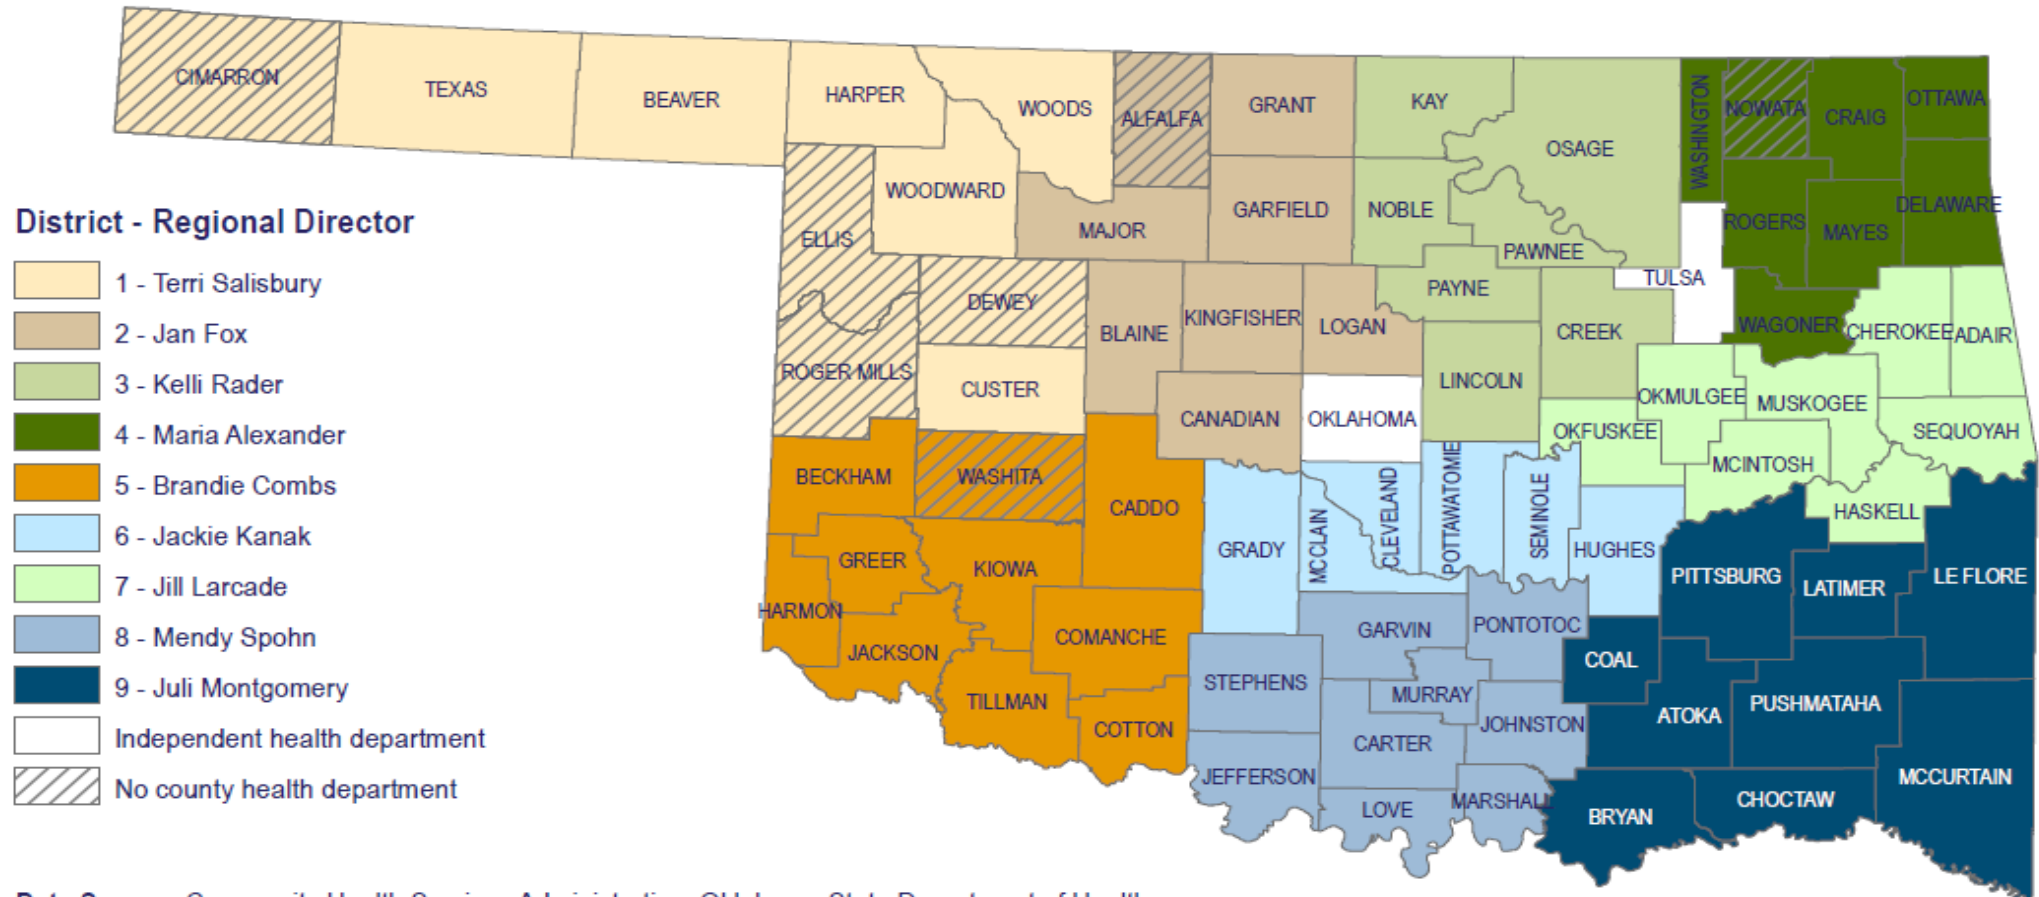 CIMARRON
TEXAS
BEAVER
HARPER
WOODS
ALFALFA
GRANT
KAY
OSAGE
WASHINGTON
NOWATA
CRAIG
OTTAWA
WOODWARD
MAJOR
GARFIELD
NOBLE
PAWNEE
ROGERS
MAYES
DELAWARE
ELLIS
DEWEY
BLAINE
KINGFISHER
LOGAN
PAYNE
CREEK
TULSA
WAGONER
CHEROKEE
ADAIR
ROGER MILLS
CUSTER
CANADIAN
OKLAHOMA
LINCOLN
OKMULGEE
MUSKOGEE
OKFUSKEE
SEQUOYAH
MCINTOSH
HASKELL
BECKHAM
WASHITA
CADDO
GRADY
MCCLAIN
CLEVELAND
POTTAWATOMIE
SEMINOLE
HUGHES
PITTSBURG
LATIMER
LE FLORE
GREER
KIOWA
HARMON
JACKSON
COMANCHE
TILLMAN
COTTON
STEPHENS
GARVIN
PONTOTOC
COAL
MURRAY
JOHNSTON
ATOKA
PUSHMATAHA
CARTER
JEFFERSON
LOVE
MARSHALL
BRYAN
CHOCTAW
MCCURTAIN
District - Regional Director
1 - Terri Salisbury
2 - Jan Fox
3 - Kelli Rader
4 - Maria Alexander
5 - Brandie Combs
6 - Jackie Kanak
7 - Jill Larcade
8 - Mendy Spohn
9 - Juli Montgomery
Independent health department
No county health department